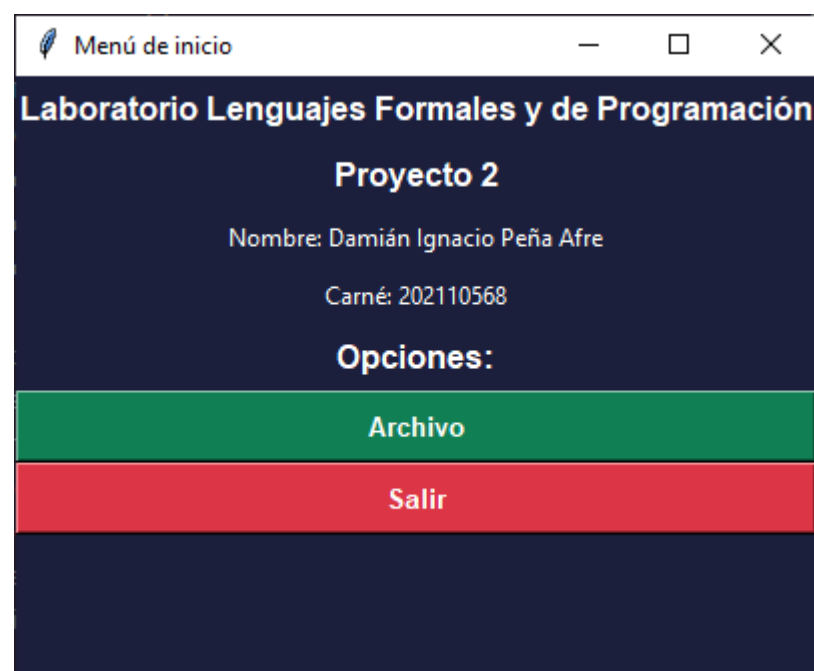 Menú de inicio
Laboratorio Lenguajes Formales y de Programación
Proyecto 2
Nombre: Damián Ignacio Peña Afre
Carné: 202110568
Opciones:
Archivo
Salir